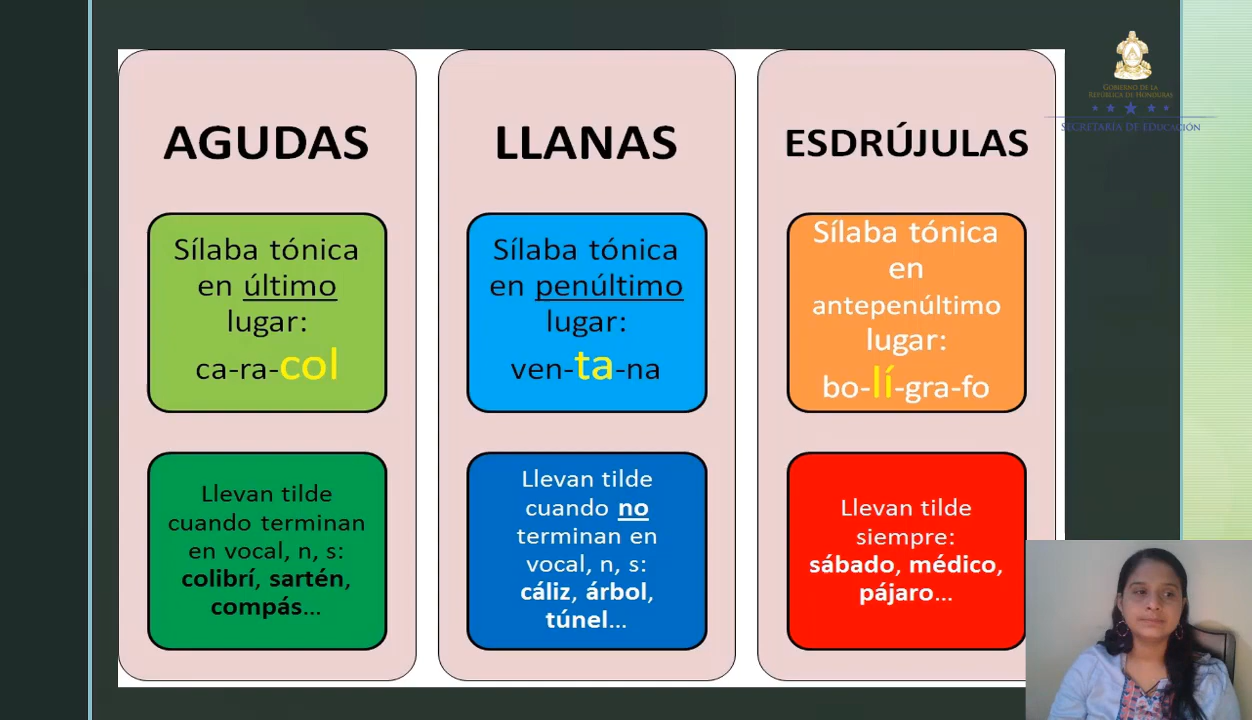 AGUDAS
Sílaba tónica
en último
lugar:
ca-ra-col
Llevan tilde
cuando terminan
en vocal, n, s:
colibrí, sartén,
compás...
LLANAS
Sílaba tónica
en penúltimo
lugar:
ven-ta-na
Llevan tilde
cuando no
terminan en
vocal, n, s:
cáliz, árbol,
túnel...
ESDRÚJULAS
Sílaba tónica
en
antepenúltimo
lugar:
bo-lí-gra-fo
Llevan tilde
siempre:
sábado, médico,
pájaro...
GOBIERNO DE LA
REPÚBLICA DE HONDURAS
SECRETARÍA DE EDUCACIÓN